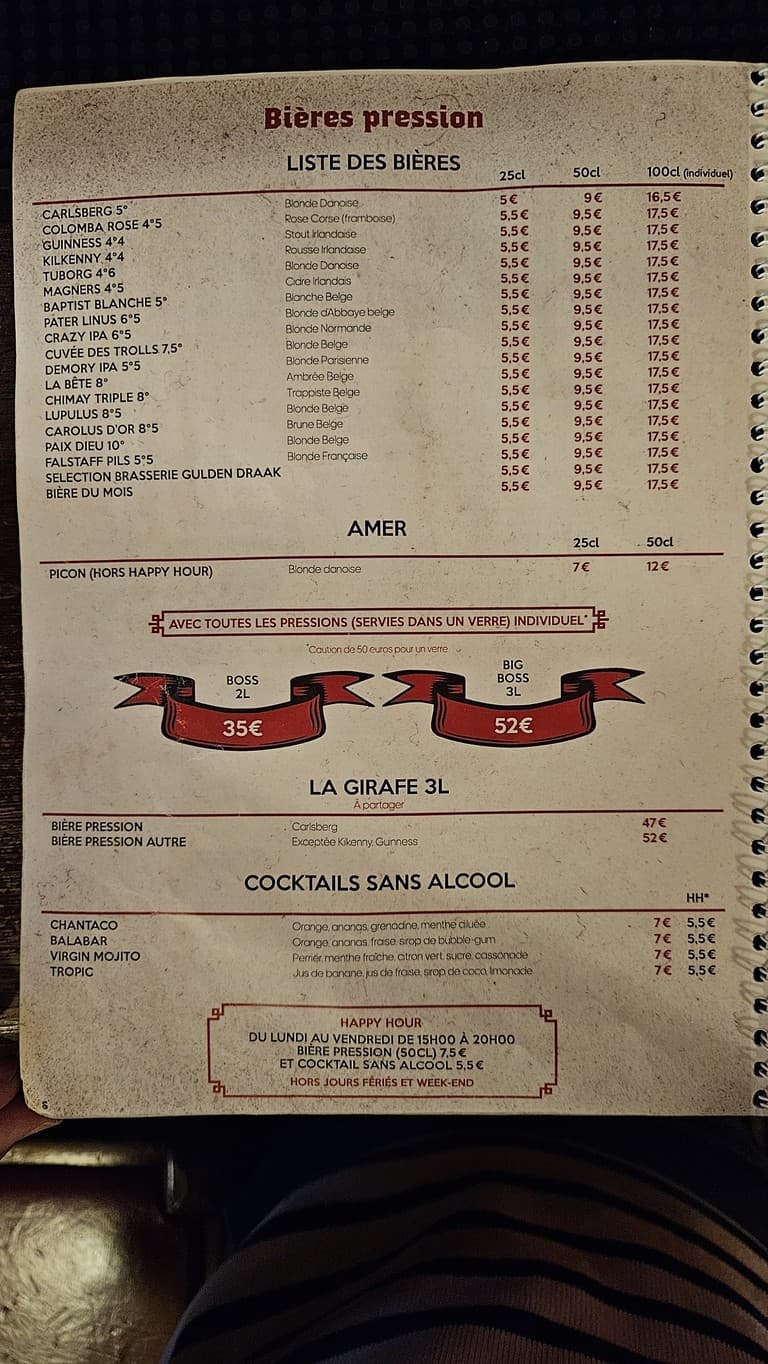 Bières pression
LISTE DES BIÈRES 25cl 50cl 100cl (individuel)
CARLSBERG 5° Blonde Danoise 5€ 9€ 16,5€
COLOMBA ROSE 4°5 Rose Corse (framboise) 5,5€ 9,5€ 17,5€
GUINNESS 4°4 Stout Irlandaise 5,5€ 9,5€ 17,5€
KILKENNY 4°4 Rousse Irlandaise 5,5€ 9,5€ 17,5€
TUBORG 4°6 Blonde Danoise 5,5€ 9,5€ 17,5€
MAGNERS 4°5 Cidre Irlandais 5,5€ 9,5€ 17,5€
BAPTIST BLANCHE 5° Blanche Belge 5,5€ 9,5€ 17,5€
PATER LINUS 6°5 Blonde d'Abbaye belge 5,5€ 9,5€ 17,5€
CRAZY IPA 6°5 Blonde Normande 5,5€ 9,5€ 17,5€
CUVÉE DES TROLLS 7,5° Blonde Belge 5,5€ 9,5€ 17,5€
DEMORY IPA 5°5 Blonde Parisienne 5,5€ 9,5€ 17,5€
LA BÊTE 8° Ambrée Belge 5,5€ 9,5€ 17,5€
CHIMAY TRIPLE 8° Trappiste Belge 5,5€ 9,5€ 17,5€
LUPULUS 8°5 Blonde Belge 5,5€ 9,5€ 17,5€
CAROLUS D'OR 8°5 Brune Belge 5,5€ 9,5€ 17,5€
PAIX DIEU 10° Blonde Belge 5,5€ 9,5€ 17,5€
FALSTAFF PILS 5°5 Blonde Française 5,5€ 9,5€ 17,5€
SELECTION BRASSERIE GULDEN DRAAK 5,5€ 9,5€ 17,5€
BIÈRE DU MOIS 5,5€ 9,5€ 17,5€
AMER
25cl 50cl
PICON (HORS HAPPY HOUR) Blonde danoise 7€ 12€
AVEC TOUTES LES PRESSIONS (SERVIES DANS UN VERRE) INDIVIDUEL*
*Caution de 50 euros pour un verre
BOSS
2L
35€
BIG
BOSS
3L
52€
LA GIRAFE 3L
À partager
BIÈRE PRESSION Carlsberg 47€
BIÈRE PRESSION AUTRE Exceptée Kikenny, Gunness 52€
COCKTAILS SANS ALCOOL
HH*
CHANTACO Orange, ananas, grenadine, menthe diluée 7€ 5,5€
BALABAR Orange, ananas, fraise, sirop de bubble-gum 7€ 5,5€
VIRGIN MOJITO Perrier, menthe fraîche, citron vert, sucre, cassonade 7€ 5,5€
TROPIC Jus de banane, jus de fraise, sirop de coco, limonade 7€ 5,5€
HAPPY HOUR
DU LUNDI AU VENDREDI DE 15H00 À 20H00
BIÈRE PRESSION (50CL) 7,5€
ET COCKTAIL SANS ALCOOL 5,5€
HORS JOURS FÉRIÉS ET WEEK-END